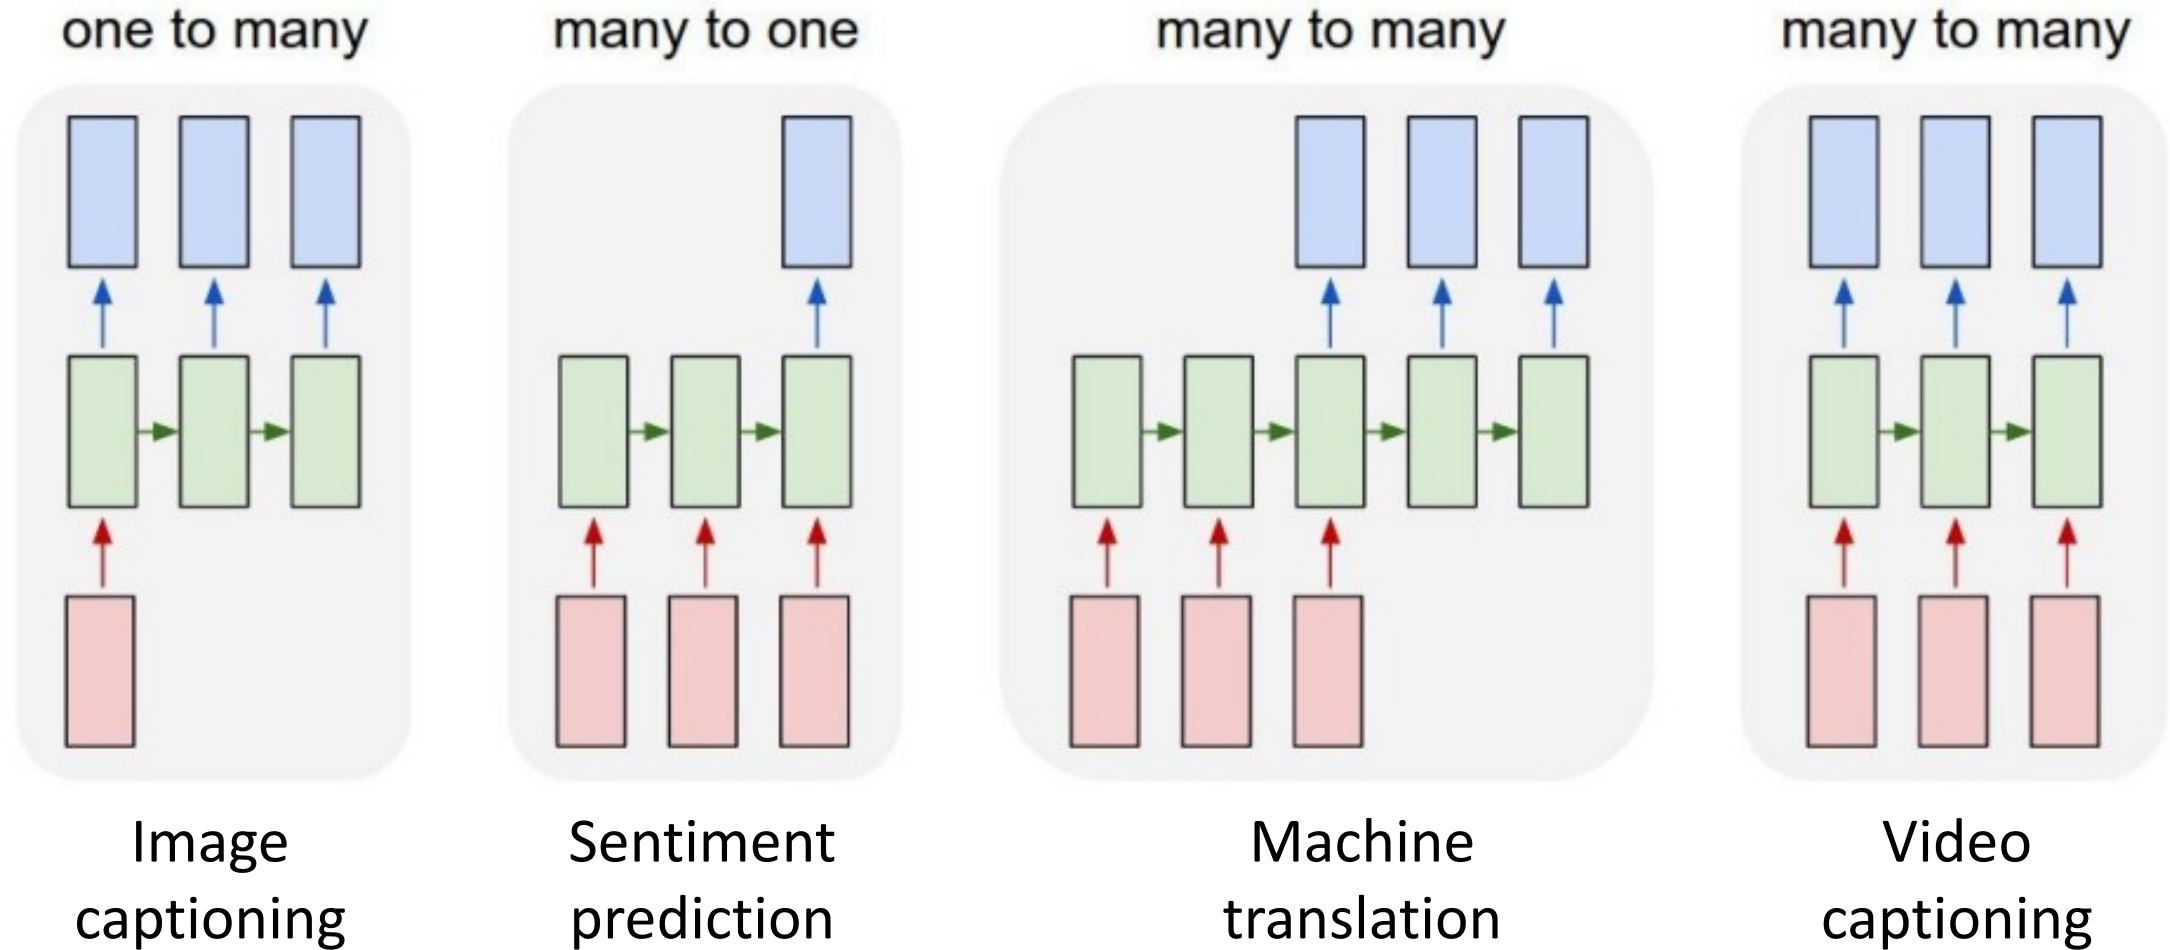 one to many
many to one
many to many
many to many
Image
captioning
Sentiment
prediction
Machine
translation
Video
captioning